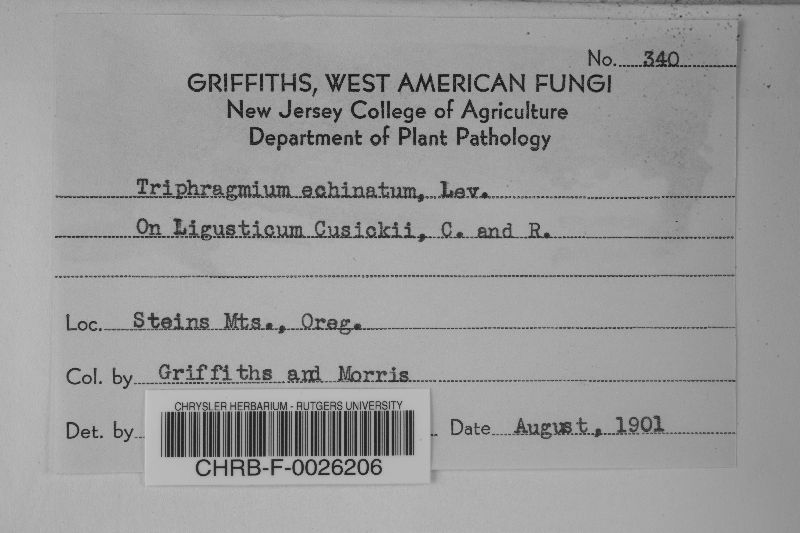 No. 340
GRIFFITHS, WEST AMERICAN FUNGI
New Jersey College of Agriculture
Department of Plant Pathology
Triphragmium echinatum, Lev.
On Ligusticum Cusickii, C. and R.
Loc. Steins Mts., Oreg.
Col. by Griffiths and Morris
Det. by
Date August, 1901
CHRYSLER HERBARIUM - RUTGERS UNIVERSITY
CHRB-F-0026206